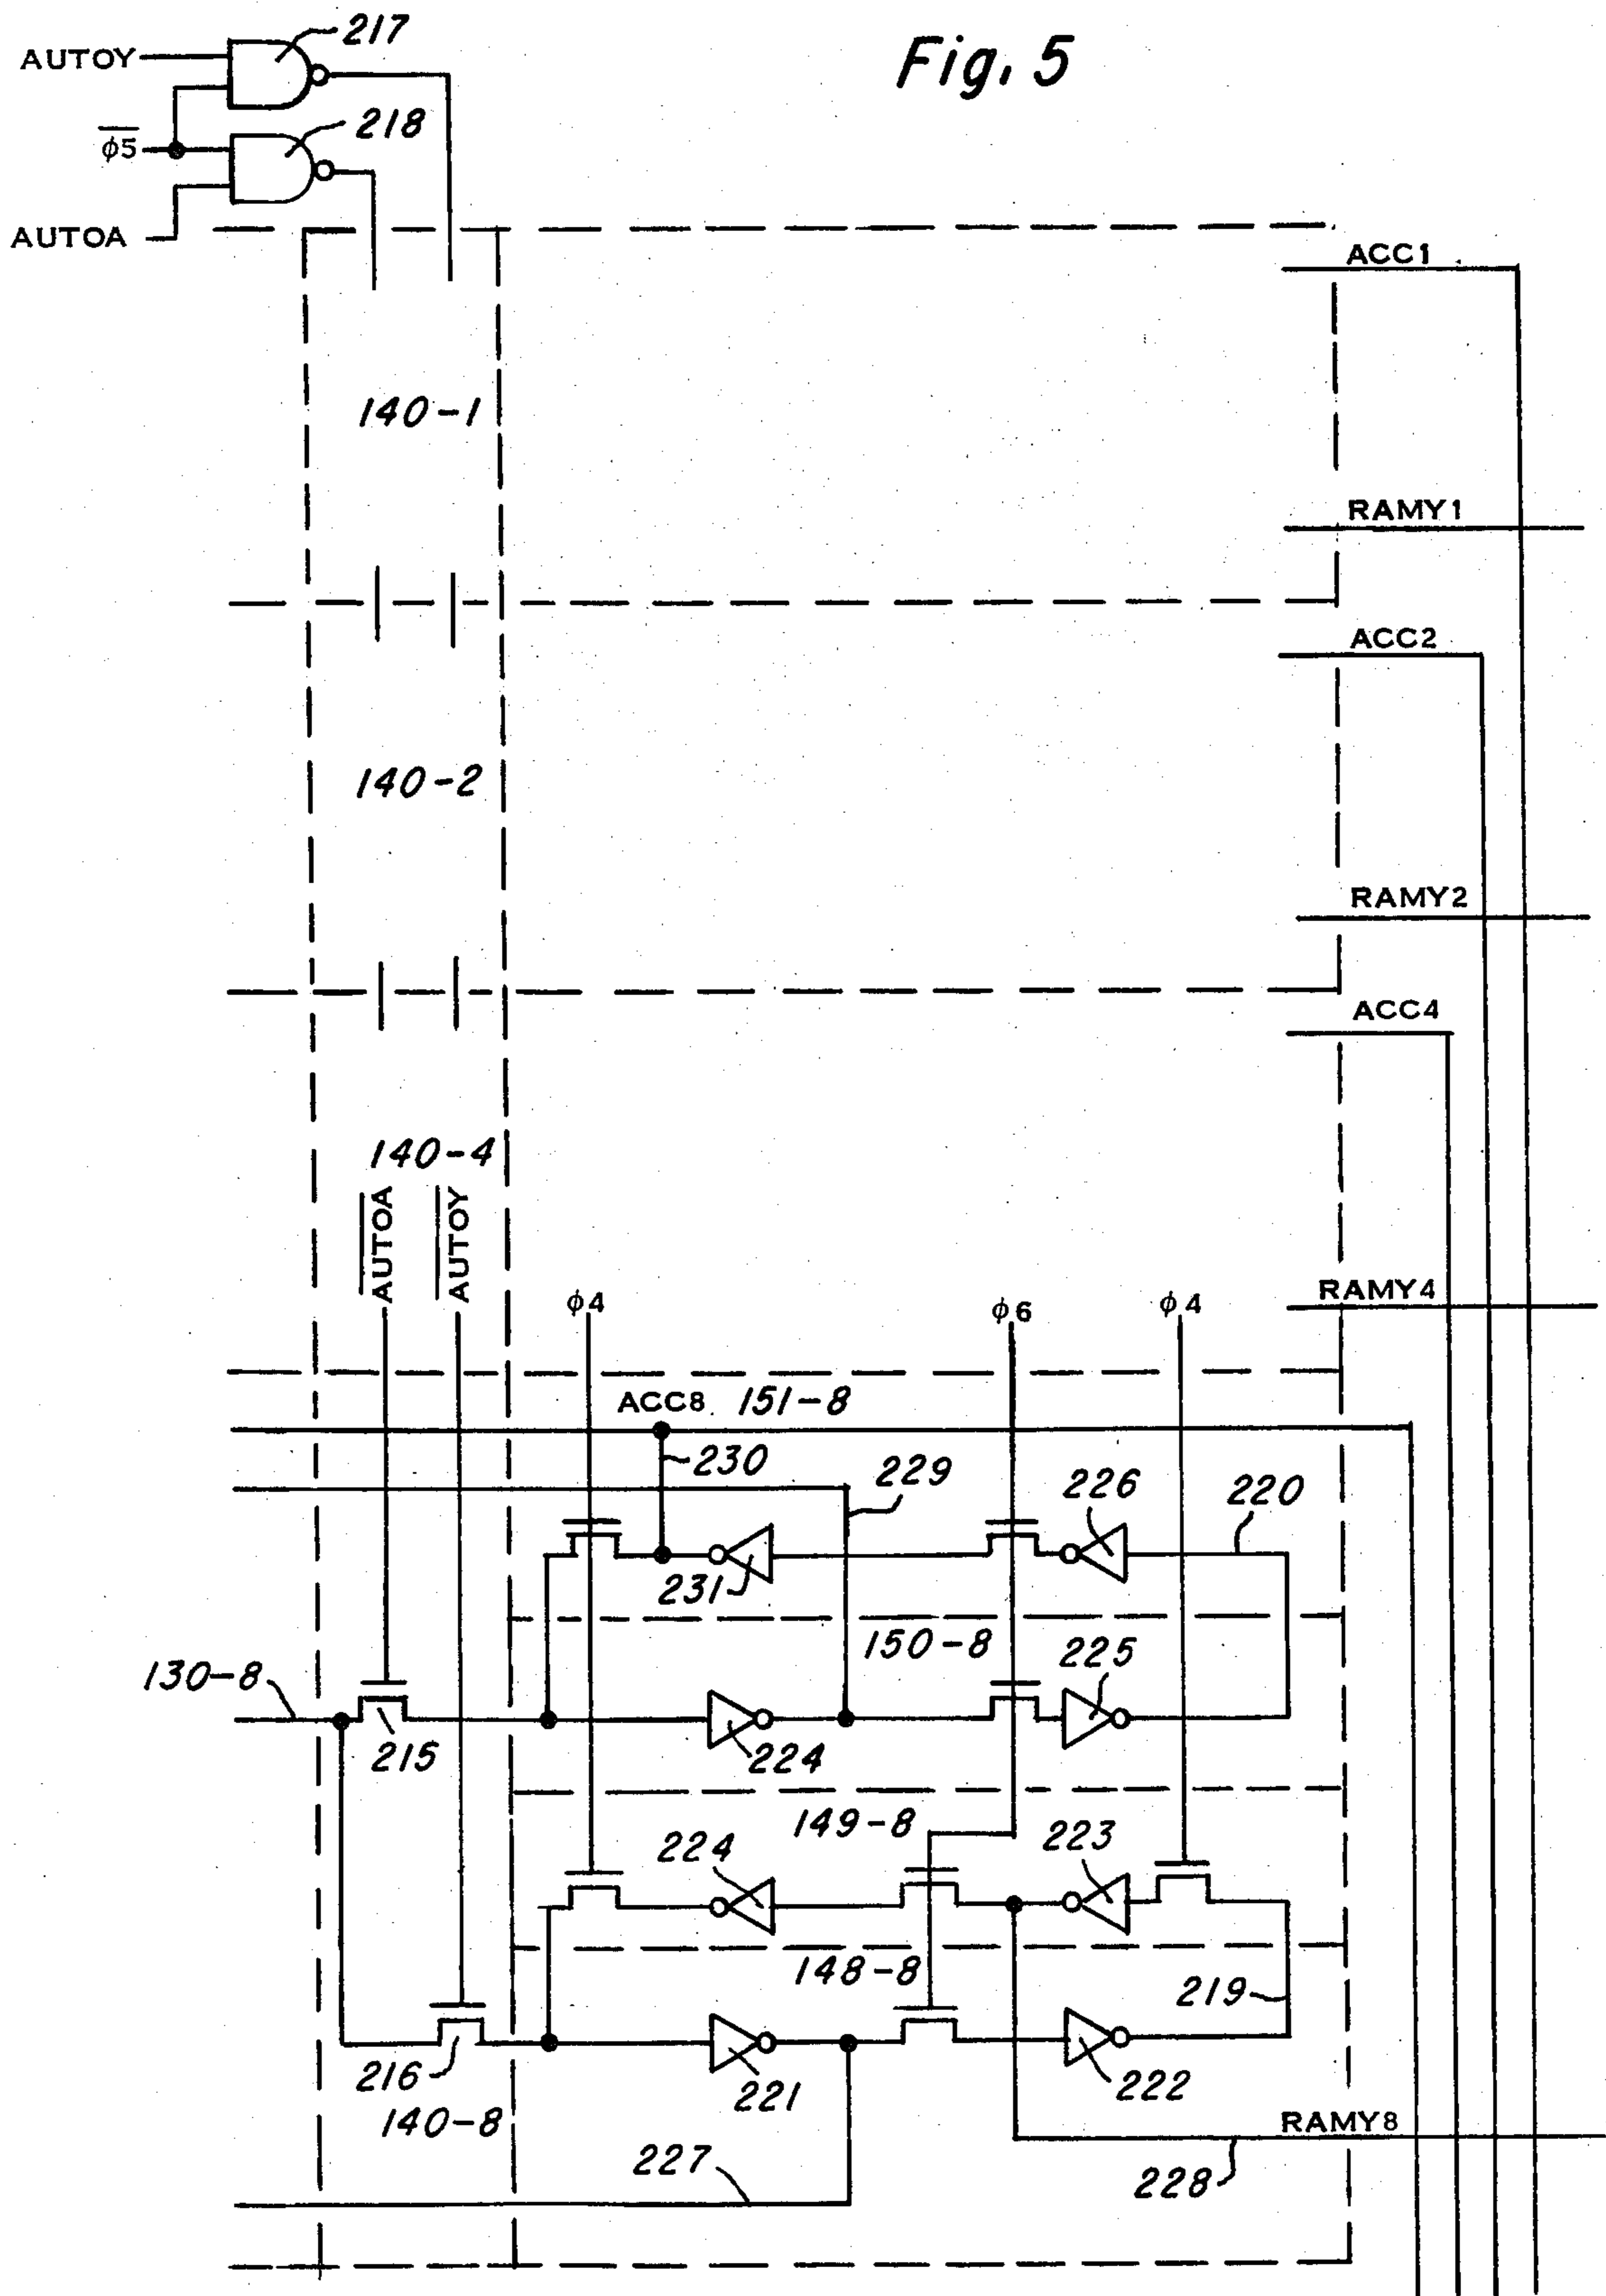 Fig. 5
217
AUTOY
218
φ5
AUTOA
ACC1
140-1
RAMY1
ACC2
140-2
RAMY2
ACC4
140-4
AUTOA
AUTOY
φ4
φ6
φ4
RAMY4
ACC8
151-8
230
229
226
220
231
150-8
225
130-8
215
224
149-8
224
223
148-8
219
216
221
222
140-8
RAMY8
227
228